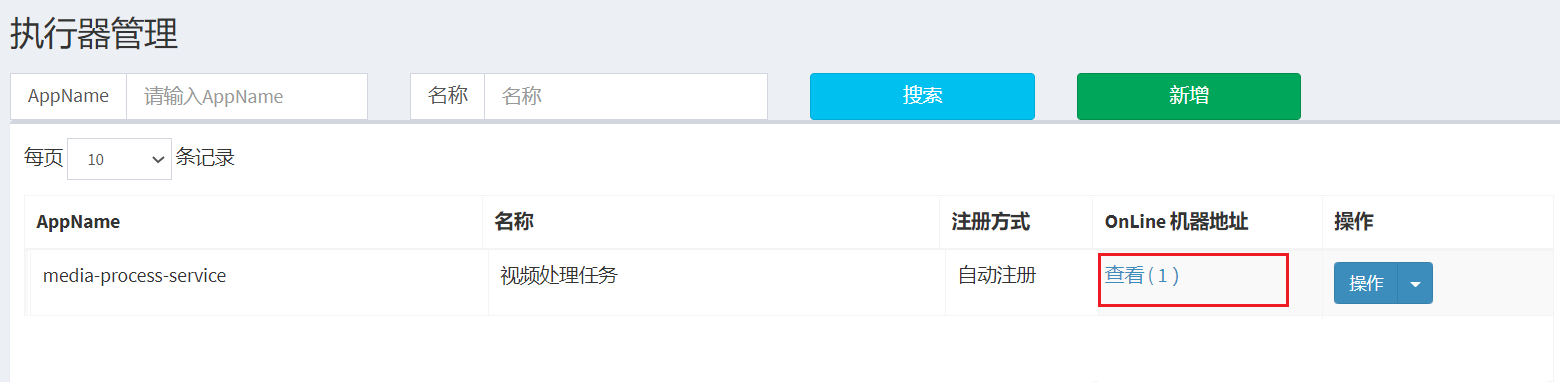 执行器管理
AppName 请输入AppName 名称 名称 搜索 新增
每页 10 条记录
AppName 名称 注册方式 OnLine 机器地址 操作
media-process-service 视频处理任务 自动注册 查看 ( 1 ) 操作